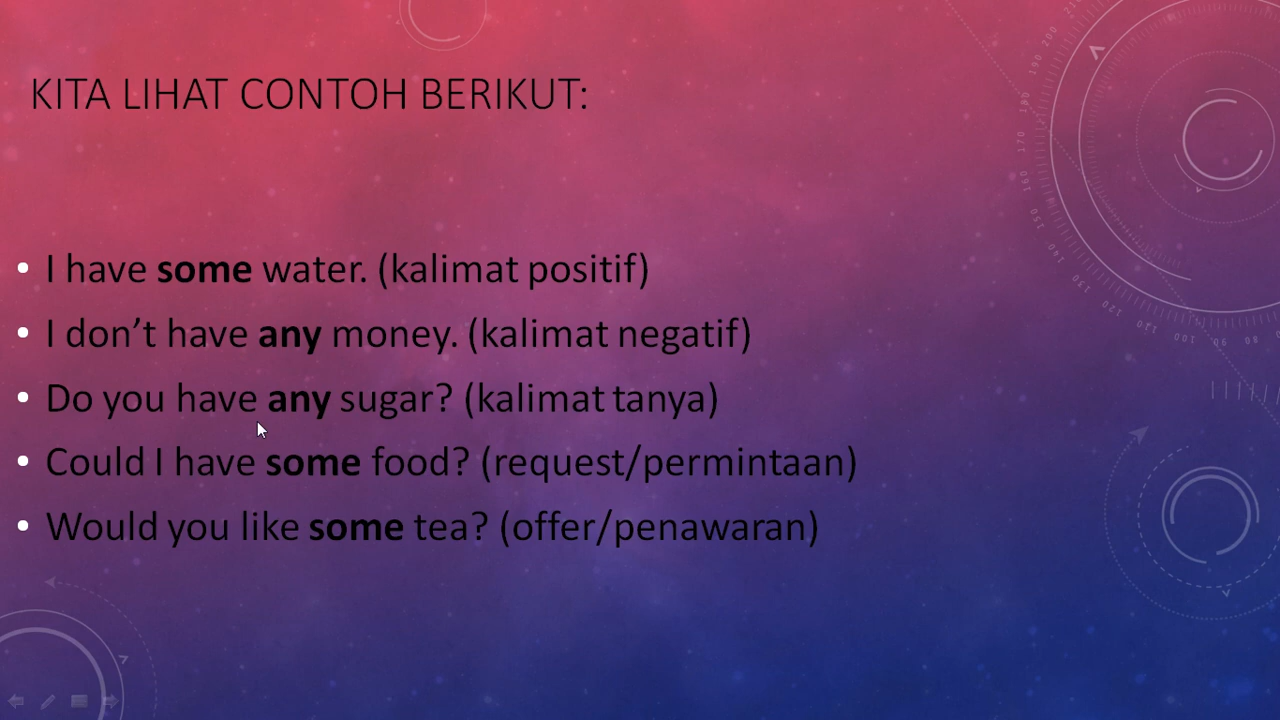 KITA LIHAT CONTOH BERIKUT:
• I have some water. (kalimat positif)
• I don’t have any money. (kalimat negatif)
• Do you have any sugar? (kalimat tanya)
• Could I have some food? (request/permintaan)
• Would you like some tea? (offer/penawaran)